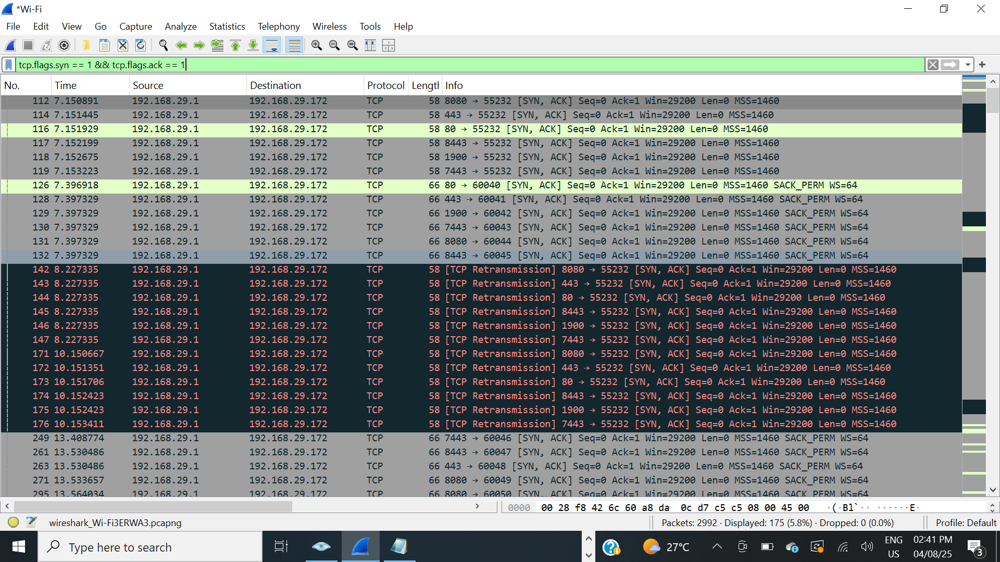 *Wi-Fi
File Edit View Go Capture Analyze Statistics Telephony Wireless Tools Help
tcp.flags.syn == 1 && tcp.flags.ack == 1
No. Time Source Destination Protocol Length Info
112 7.150891 192.168.29.1 192.168.29.172 TCP 58 8080 → 55232 [SYN, ACK] Seq=0 Ack=1 Win=29200 Len=0 MSS=1460
114 7.151445 192.168.29.1 192.168.29.172 TCP 58 443 → 55232 [SYN, ACK] Seq=0 Ack=1 Win=29200 Len=0 MSS=1460
116 7.151929 192.168.29.1 192.168.29.172 TCP 58 80 → 55232 [SYN, ACK] Seq=0 Ack=1 Win=29200 Len=0 MSS=1460
117 7.152199 192.168.29.1 192.168.29.172 TCP 58 8443 → 55232 [SYN, ACK] Seq=0 Ack=1 Win=29200 Len=0 MSS=1460
118 7.152675 192.168.29.1 192.168.29.172 TCP 58 1900 → 55232 [SYN, ACK] Seq=0 Ack=1 Win=29200 Len=0 MSS=1460
119 7.153223 192.168.29.1 192.168.29.172 TCP 58 7443 → 55232 [SYN, ACK] Seq=0 Ack=1 Win=29200 Len=0 MSS=1460
126 7.396918 192.168.29.1 192.168.29.172 TCP 66 80 → 60040 [SYN, ACK] Seq=0 Ack=1 Win=29200 Len=0 MSS=1460 SACK_PERM WS=64
128 7.397329 192.168.29.1 192.168.29.172 TCP 66 443 → 60041 [SYN, ACK] Seq=0 Ack=1 Win=29200 Len=0 MSS=1460 SACK_PERM WS=64
129 7.397329 192.168.29.1 192.168.29.172 TCP 66 1900 → 60042 [SYN, ACK] Seq=0 Ack=1 Win=29200 Len=0 MSS=1460 SACK_PERM WS=64
130 7.397329 192.168.29.1 192.168.29.172 TCP 66 7443 → 60043 [SYN, ACK] Seq=0 Ack=1 Win=29200 Len=0 MSS=1460 SACK_PERM WS=64
131 7.397329 192.168.29.1 192.168.29.172 TCP 66 8080 → 60044 [SYN, ACK] Seq=0 Ack=1 Win=29200 Len=0 MSS=1460 SACK_PERM WS=64
132 7.397329 192.168.29.1 192.168.29.172 TCP 66 8443 → 60045 [SYN, ACK] Seq=0 Ack=1 Win=29200 Len=0 MSS=1460 SACK_PERM WS=64
142 8.227335 192.168.29.1 192.168.29.172 TCP 58 [TCP Retransmission] 8080 → 55232 [SYN, ACK] Seq=0 Ack=1 Win=29200 Len=0 MSS=1460
143 8.227335 192.168.29.1 192.168.29.172 TCP 58 [TCP Retransmission] 443 → 55232 [SYN, ACK] Seq=0 Ack=1 Win=29200 Len=0 MSS=1460
144 8.227335 192.168.29.1 192.168.29.172 TCP 58 [TCP Retransmission] 80 → 55232 [SYN, ACK] Seq=0 Ack=1 Win=29200 Len=0 MSS=1460
145 8.227335 192.168.29.1 192.168.29.172 TCP 58 [TCP Retransmission] 8443 → 55232 [SYN, ACK] Seq=0 Ack=1 Win=29200 Len=0 MSS=1460
146 8.227335 192.168.29.1 192.168.29.172 TCP 58 [TCP Retransmission] 1900 → 55232 [SYN, ACK] Seq=0 Ack=1 Win=29200 Len=0 MSS=1460
147 8.227335 192.168.29.1 192.168.29.172 TCP 58 [TCP Retransmission] 7443 → 55232 [SYN, ACK] Seq=0 Ack=1 Win=29200 Len=0 MSS=1460
171 10.150667 192.168.29.1 192.168.29.172 TCP 58 [TCP Retransmission] 8080 → 55232 [SYN, ACK] Seq=0 Ack=1 Win=29200 Len=0 MSS=1460
172 10.151351 192.168.29.1 192.168.29.172 TCP 58 [TCP Retransmission] 443 → 55232 [SYN, ACK] Seq=0 Ack=1 Win=29200 Len=0 MSS=1460
173 10.151706 192.168.29.1 192.168.29.172 TCP 58 [TCP Retransmission] 80 → 55232 [SYN, ACK] Seq=0 Ack=1 Win=29200 Len=0 MSS=1460
174 10.152423 192.168.29.1 192.168.29.172 TCP 58 [TCP Retransmission] 8443 → 55232 [SYN, ACK] Seq=0 Ack=1 Win=29200 Len=0 MSS=1460
175 10.152423 192.168.29.1 192.168.29.172 TCP 58 [TCP Retransmission] 1900 → 55232 [SYN, ACK] Seq=0 Ack=1 Win=29200 Len=0 MSS=1460
176 10.153411 192.168.29.1 192.168.29.172 TCP 58 [TCP Retransmission] 7443 → 55232 [SYN, ACK] Seq=0 Ack=1 Win=29200 Len=0 MSS=1460
249 13.408774 192.168.29.1 192.168.29.172 TCP 66 7443 → 60046 [SYN, ACK] Seq=0 Ack=1 Win=29200 Len=0 MSS=1460 SACK_PERM WS=64
261 13.530486 192.168.29.1 192.168.29.172 TCP 66 8443 → 60047 [SYN, ACK] Seq=0 Ack=1 Win=29200 Len=0 MSS=1460 SACK_PERM WS=64
263 13.530486 192.168.29.1 192.168.29.172 TCP 66 443 → 60048 [SYN, ACK] Seq=0 Ack=1 Win=29200 Len=0 MSS=1460 SACK_PERM WS=64
271 13.533657 192.168.29.1 192.168.29.172 TCP 66 8080 → 60049 [SYN, ACK] Seq=0 Ack=1 Win=29200 Len=0 MSS=1460 SACK_PERM WS=64
295 13.564034 192.168.29.1 192.168.29.172 TCP 66 8080 → 60050 [SYN, ACK] Seq=0 Ack=1 Win=29200 Len=0 MSS=1460 SACK_PERM WS=64
0000 00 28 f8 42 6c 60 a8 da 0c d7 c5 c5 08 00 45 00 ·(·Bl`·· ······E·
wireshark_Wi-Fi3ERWA3.pcapng Packets: 2992 · Displayed: 175 (5.8%) · Dropped: 0 (0.0%) Profile: Default
Type here to search 27°C ENG US 02:41 PM 04/08/25 3